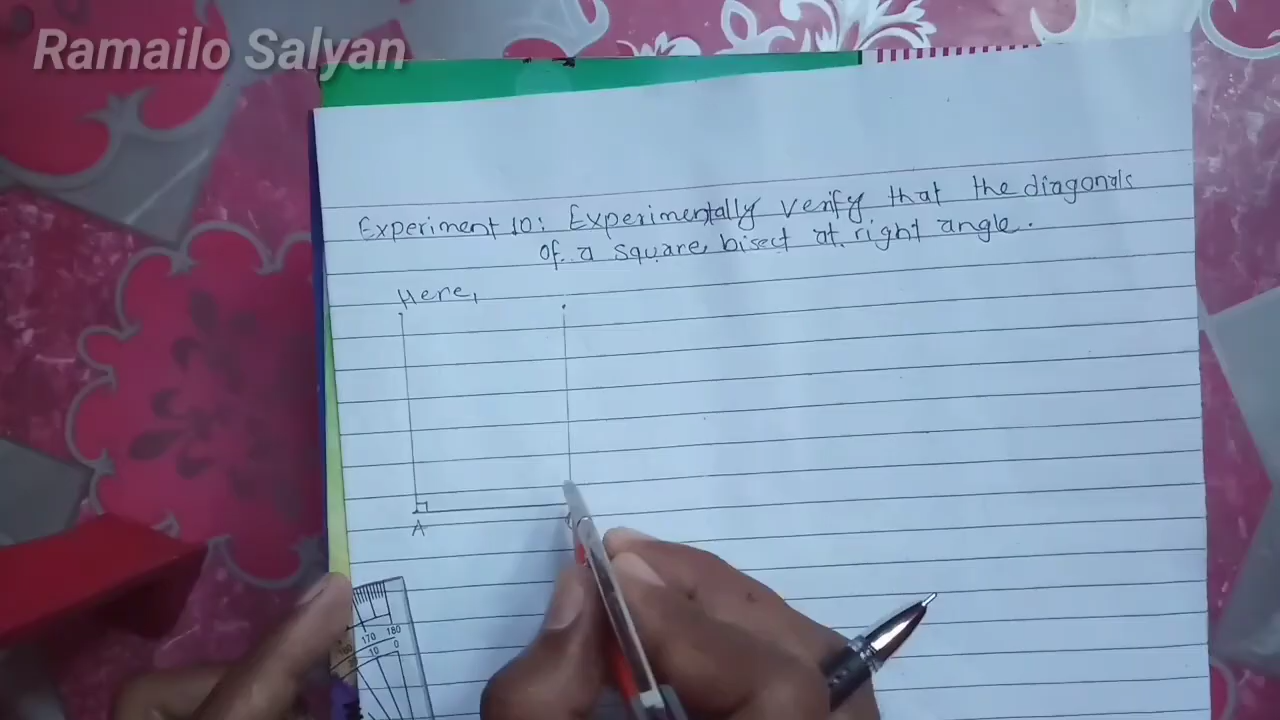 Ramailo Salyan
Experiment 10: Experimentally verify that the diagonals
of a square bisect at right angle.
Here,
A
170 180
10 0